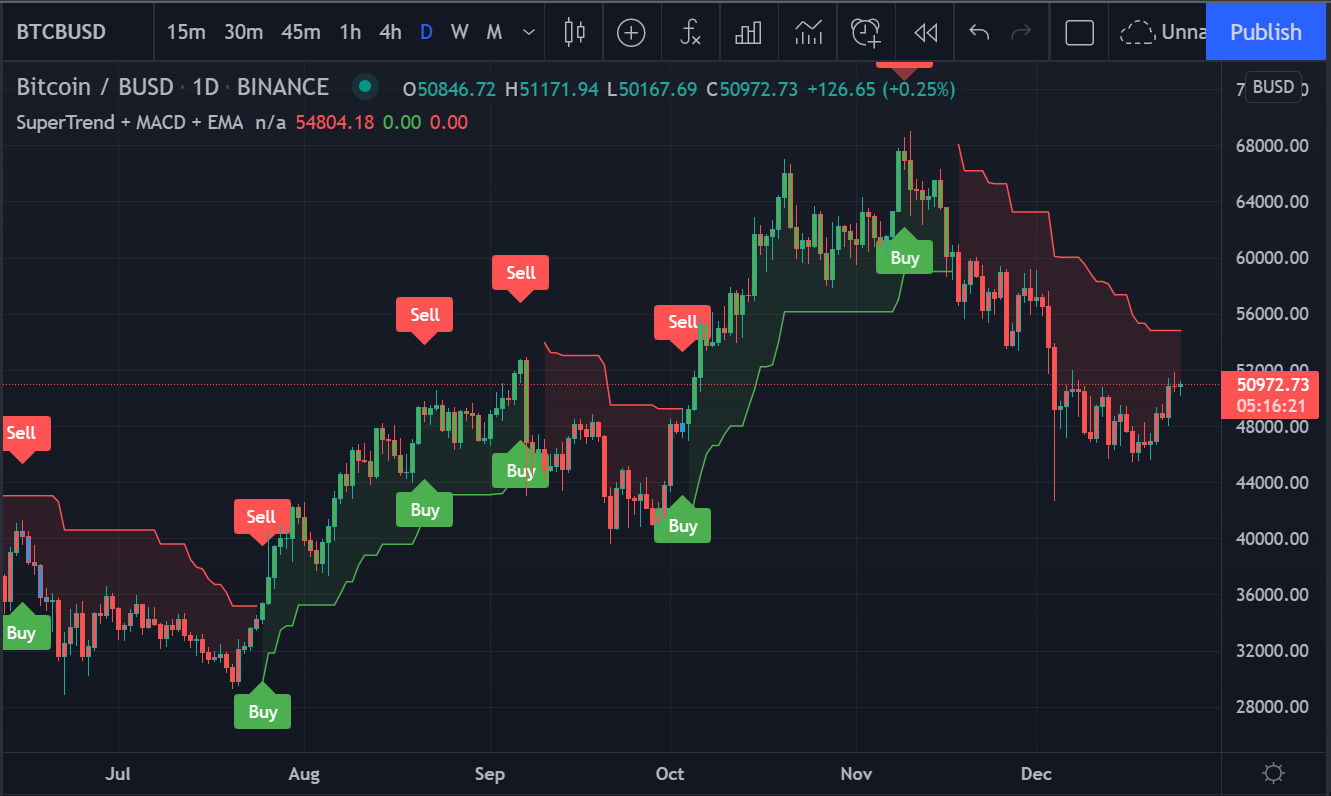 BTCBUSD 15m 30m 45m 1h 4h D W M Unna Publish
Bitcoin / BUSD · 1D · BINANCE O50846.72 H51171.94 L50167.69 C50972.73 +126.65 (+0.25%) BUSD
SuperTrend + MACD + EMA n/a 54804.18 0.00 0.00
68000.00
64000.00
Buy 60000.00
Sell
Sell 56000.00
Sell
52000.00
50972.73
05:16:21
Sell 48000.00
Buy
44000.00
Buy
Sell
Buy
40000.00
36000.00
Buy
32000.00
28000.00
Buy
Jul Aug Sep Oct Nov Dec